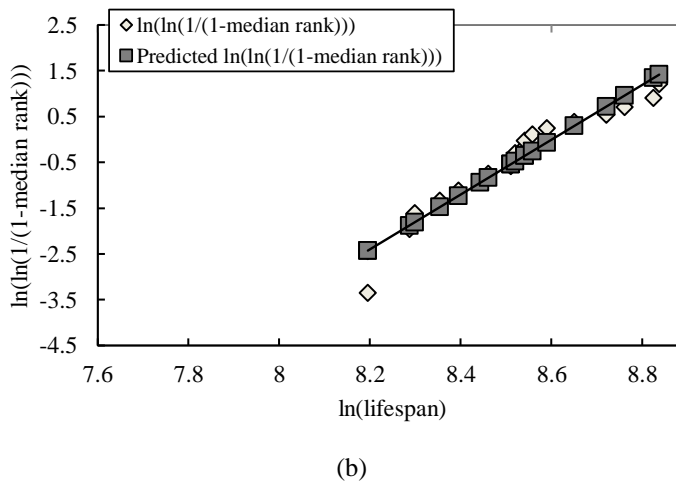 2.5
ln(ln(1/(1-median rank)))
Predicted ln(ln(1/(1-median rank)))
1.5
0.5
-0.5
-1.5
-2.5
-3.5
-4.5
ln(ln(1/(1-median rank)))
7.6 7.8 8 8.2 8.4 8.6 8.8
ln(lifespan)
(b)